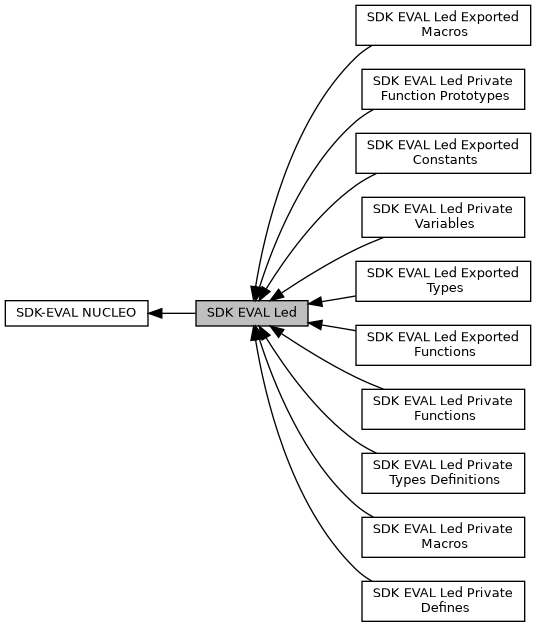 SDK EVAL Led Exported
Macros
SDK EVAL Led Private
Function Prototypes
SDK EVAL Led Exported
Constants
SDK EVAL Led Private
Variables
SDK EVAL Led Exported
Types
SDK-EVAL NUCLEO
SDK EVAL Led
SDK EVAL Led Exported
Functions
SDK EVAL Led Private
Functions
SDK EVAL Led Private
Types Definitions
SDK EVAL Led Private
Macros
SDK EVAL Led Private
Defines